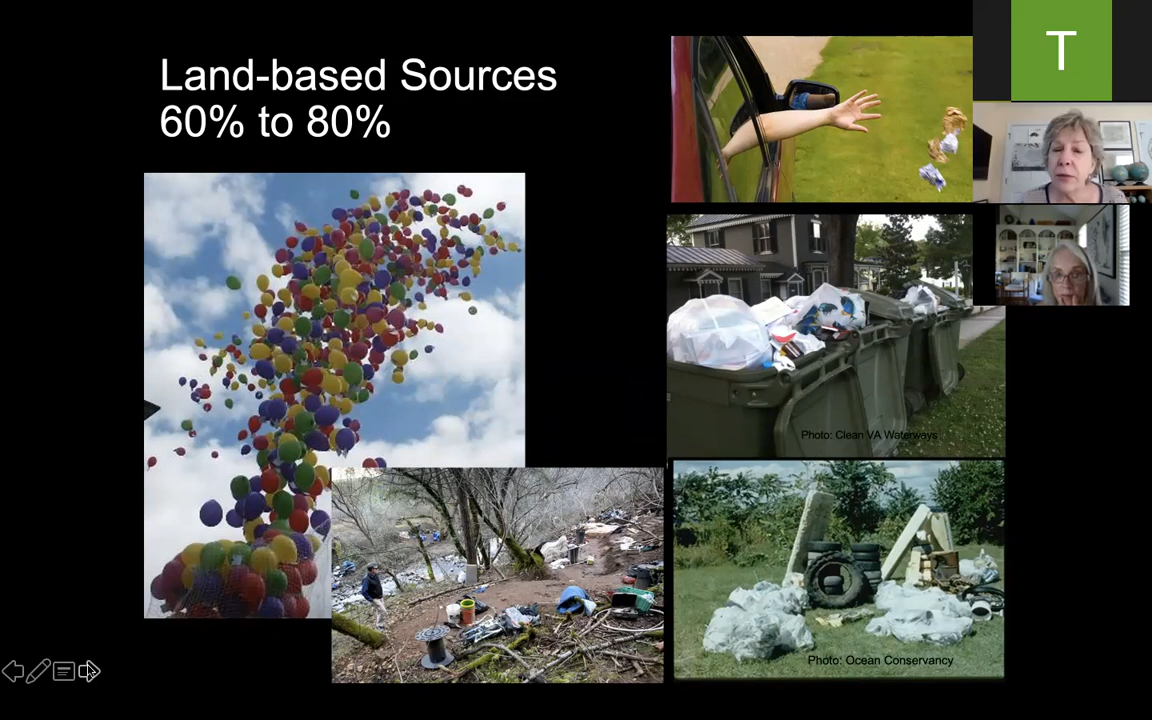 Land-based Sources
60% to 80%
T
Photo: Clean VA Waterways
Photo: Ocean Conservancy